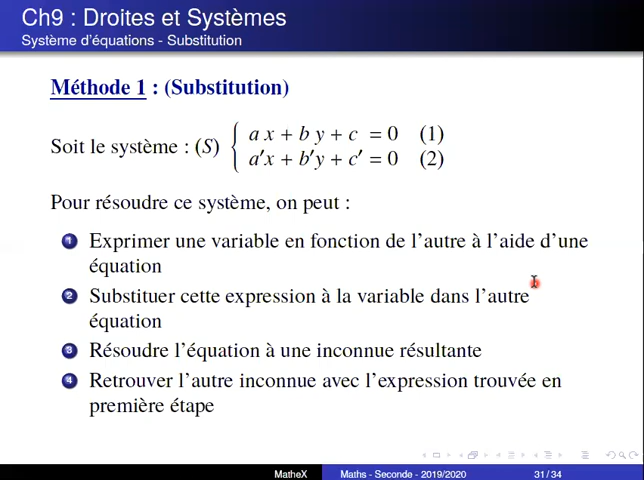 Ch9 : Droites et Systèmes
Système d'équations - Substitution
Méthode 1 : (Substitution)
Soit le système : (S) { a x + b y + c = 0 (1)
a′x + b′y + c′ = 0 (2)
Pour résoudre ce système, on peut :
1 Exprimer une variable en fonction de l'autre à l'aide d'une
équation
2 Substituer cette expression à la variable dans l'autre
équation
3 Résoudre l'équation à une inconnue résultante
4 Retrouver l'autre inconnue avec l'expression trouvée en
première étape
MatheX Maths - Seconde - 2019/2020 31 / 34